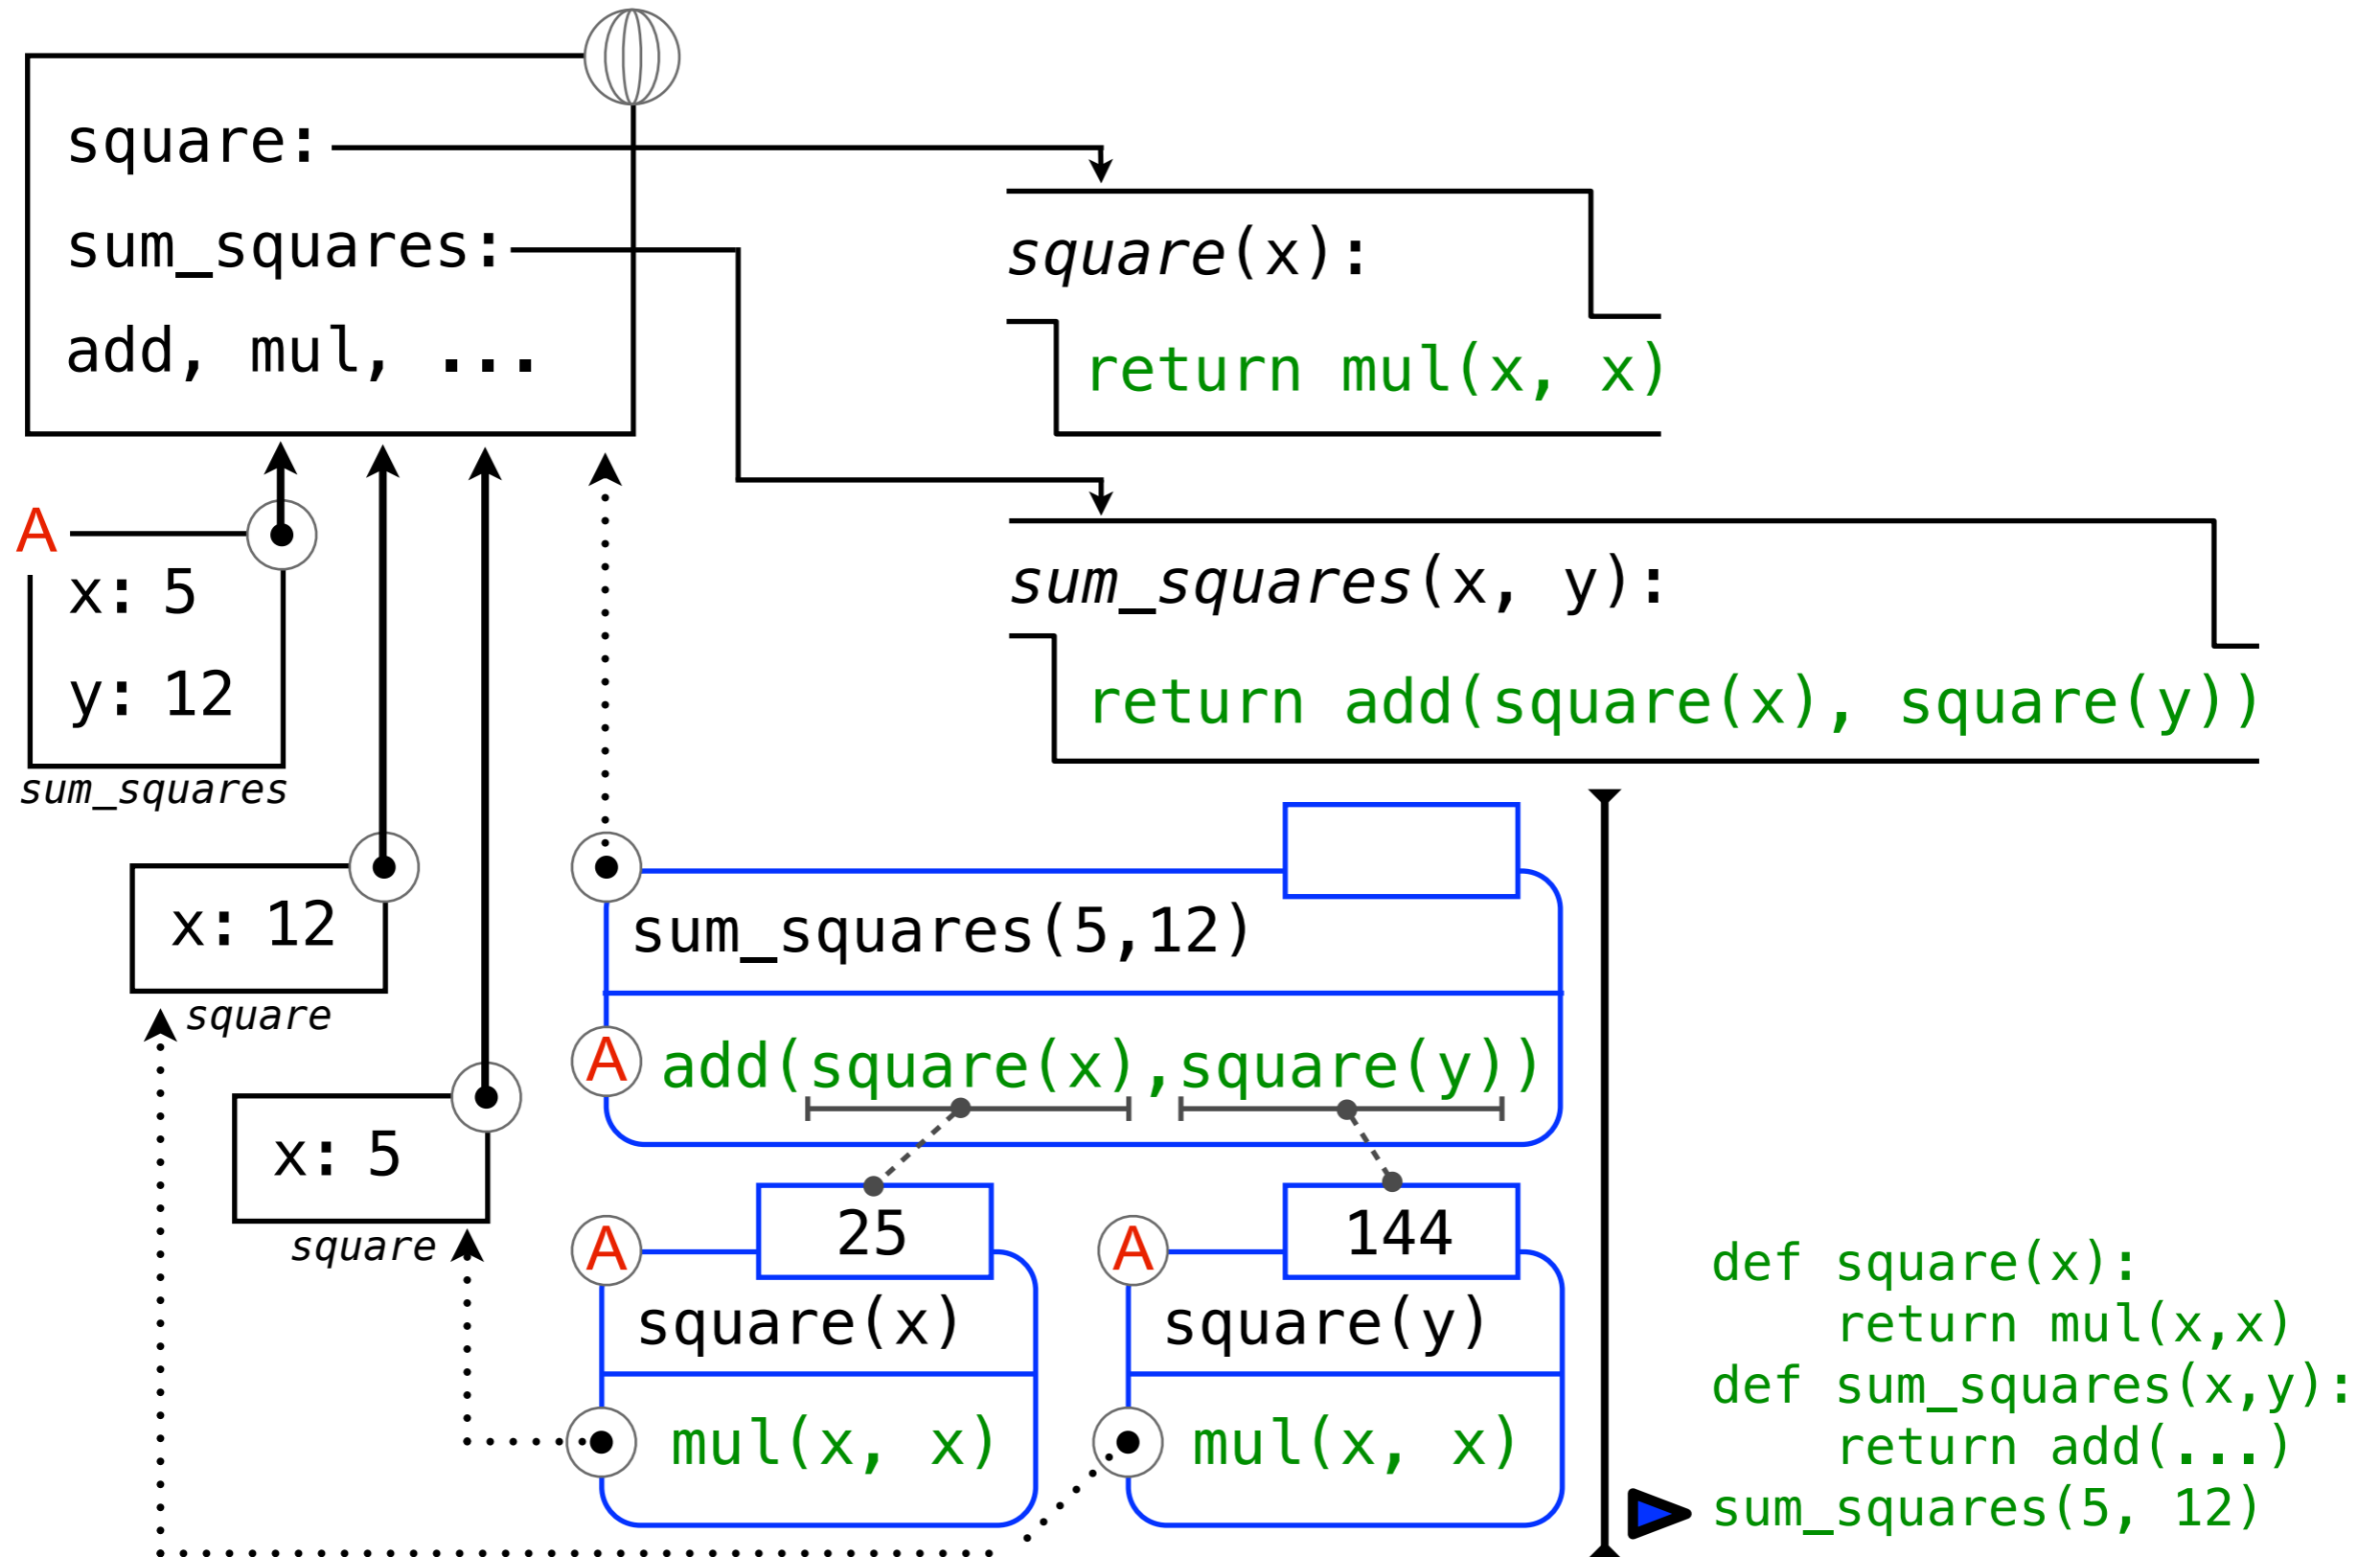 square:
sum_squares:
add, mul, ...
square(x):
return mul(x, x)
sum_squares(x, y):
return add(square(x), square(y))
A
x: 5
y: 12
sum_squares
x: 12
square
x: 5
square
sum_squares(5,12)
A add(square(x),square(y))
A
25
square(x)
mul(x, x)
A
144
square(y)
mul(x, x)
def square(x):
return mul(x,x)
def sum_squares(x,y):
return add(...)
sum_squares(5, 12)